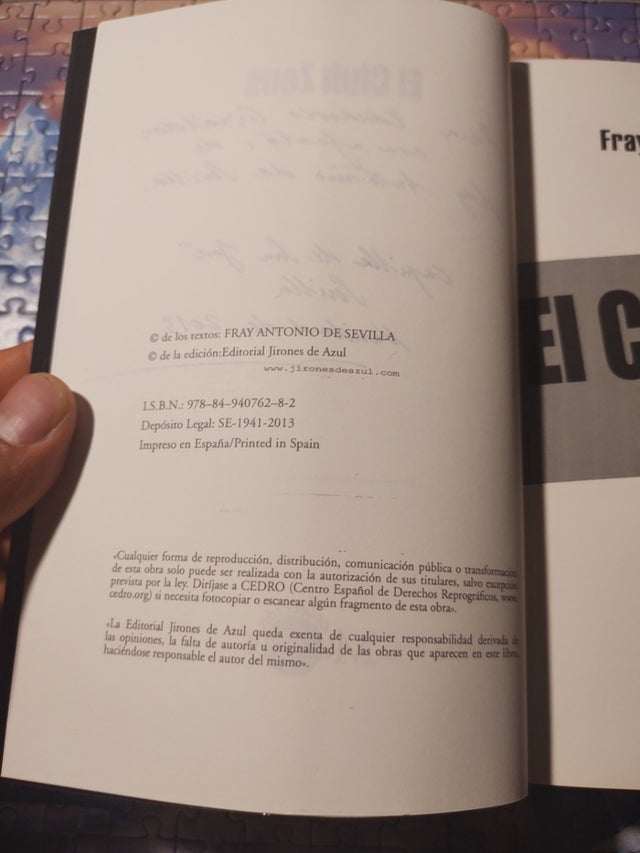 © de los textos: FRAY ANTONIO DE SEVILLA
© de la edición:Editorial Jirones de Azul
www.jironesdeazul.com
I.S.B.N.: 978-84-940762-8-2
Depósito Legal: SE-1941-2013
Impreso en España/Printed in Spain
«Cualquier forma de reproducción, distribución, comunicación pública o transformación
de esta obra solo puede ser realizada con la autorización de sus titulares, salvo excepción
prevista por la ley. Diríjase a CEDRO (Centro Español de Derechos Reprográficos, www.
cedro.org) si necesita fotocopiar o escanear algún fragmento de esta obra».
«La Editorial Jirones de Azul queda exenta de cualquier responsabilidad derivada de
las opiniones, la falta de autoría u originalidad de las obras que aparecen en este libro,
haciéndose responsable el autor del mismo».
Fray
El C